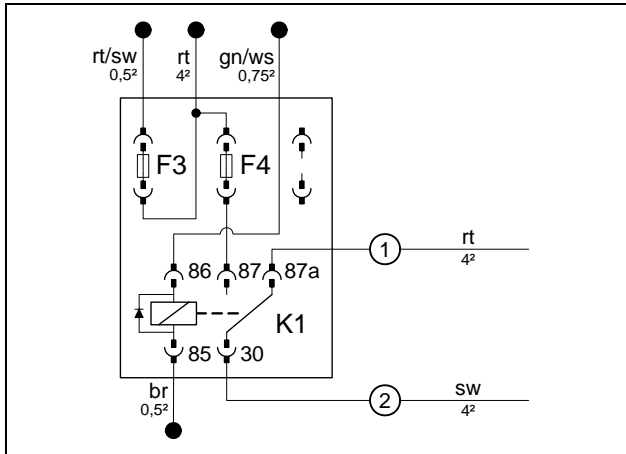 rt/sw
0,5²
rt
4²
gn/ws
0,75²
F3
F4
86
87
87a
1
rt
4²
K1
85
30
br
0,5²
2
sw
4²